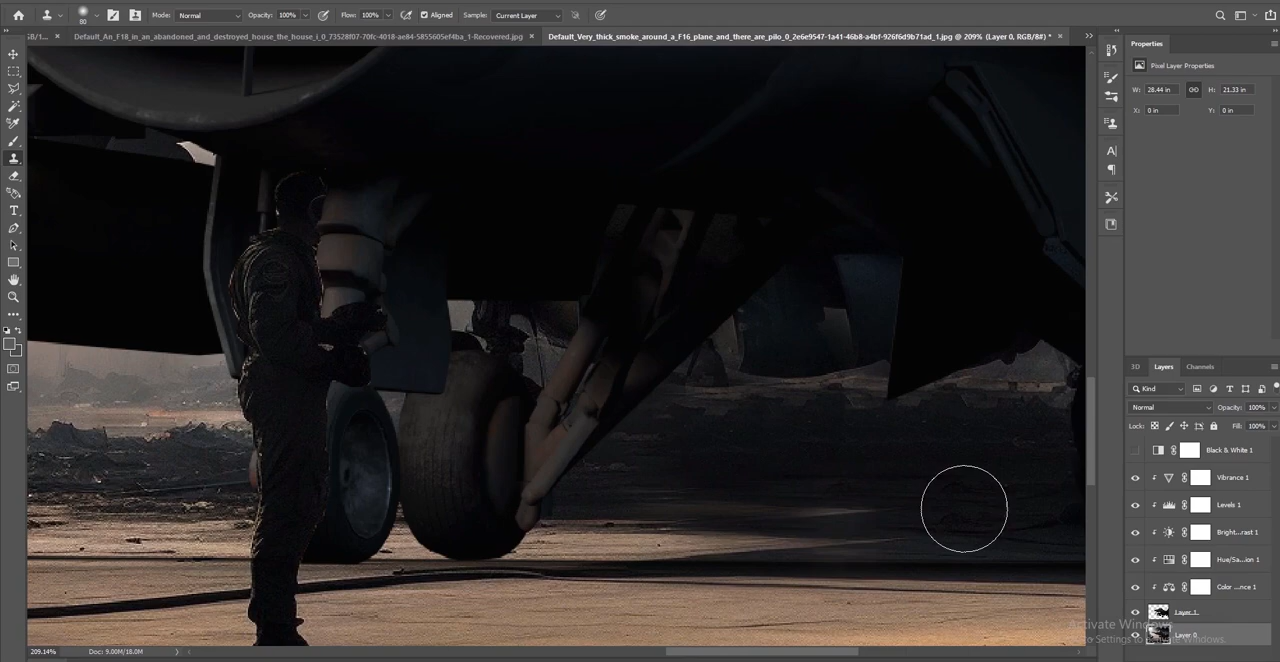 80
Mode: Normal Opacity: 100% Flow: 100% Aligned Sample: Current Layer
GB/1... × Default_An_F18_in_an_abandoned_and_destroyed_house_the_house_i_0_73528f07-70fc-4018-ae84-5855605ef4ba_1-Recovered.jpg × Default_Very_thick_smoke_around_a_F16_plane_and_there_are_pilo_0_2e6e9547-1a41-46b8-a4bf-926f6d9b71ad_1.jpg @ 209% (Layer 0, RGB/8#) * ×
Properties
Pixel Layer Properties
W: 28.44 in H: 21.33 in
X: 0 in Y: 0 in
3D Layers Channels
Kind
Normal Opacity: 100%
Lock: Fill: 100%
Black & White 1
Vibrance 1
Levels 1
Bright...rast 1
Hue/Sa...ion 1
Color ...nce 1
Layer 1
Activate Windows
Go to Settings to activate Windows.
Layer 0
209.14% Doc: 9.00M/18.0M